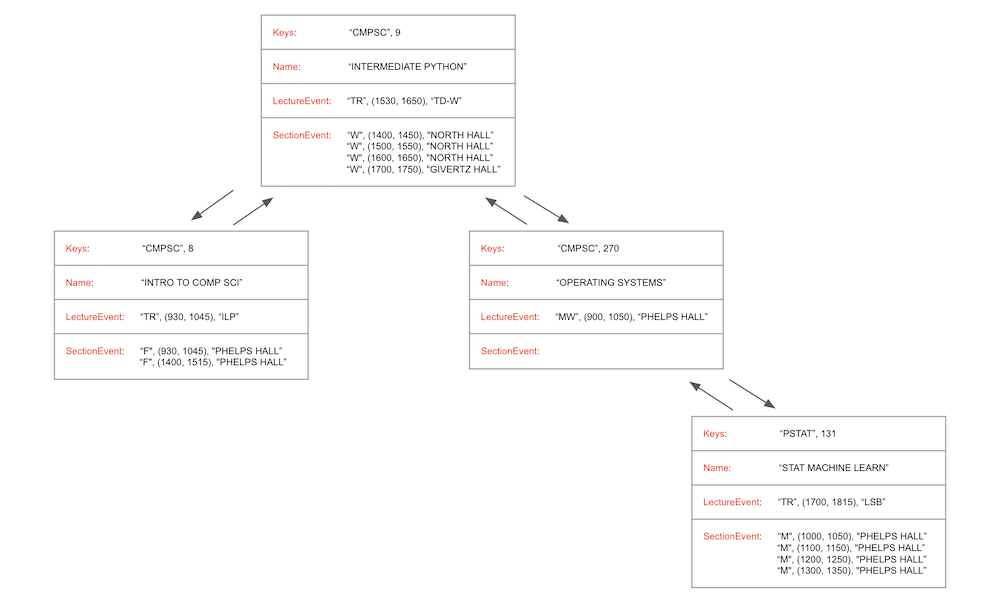 Keys: “CMPSC”, 9
Name: “INTERMEDIATE PYTHON”
LectureEvent: “TR”, (1530, 1650), “TD-W”
SectionEvent: “W”, (1400, 1450), "NORTH HALL”
“W”, (1500, 1550), "NORTH HALL”
“W”, (1600, 1650), "NORTH HALL”
“W”, (1700, 1750), "GIVERTZ HALL”
Keys: “CMPSC”, 8
Name: “INTRO TO COMP SCI”
LectureEvent: “TR”, (930, 1045), “ILP”
SectionEvent: “F”, (930, 1045), "PHELPS HALL”
“F”, (1400, 1515), "PHELPS HALL”
Keys: “CMPSC”, 270
Name: “OPERATING SYSTEMS”
LectureEvent: “MW”, (900, 1050), “PHELPS HALL”
SectionEvent:
Keys: “PSTAT”, 131
Name: “STAT MACHINE LEARN”
LectureEvent: “TR”, (1700, 1815), “LSB”
SectionEvent: “M”, (1000, 1050), "PHELPS HALL”
“M”, (1100, 1150), "PHELPS HALL”
“M”, (1200, 1250), "PHELPS HALL”
“M”, (1300, 1350), "PHELPS HALL”